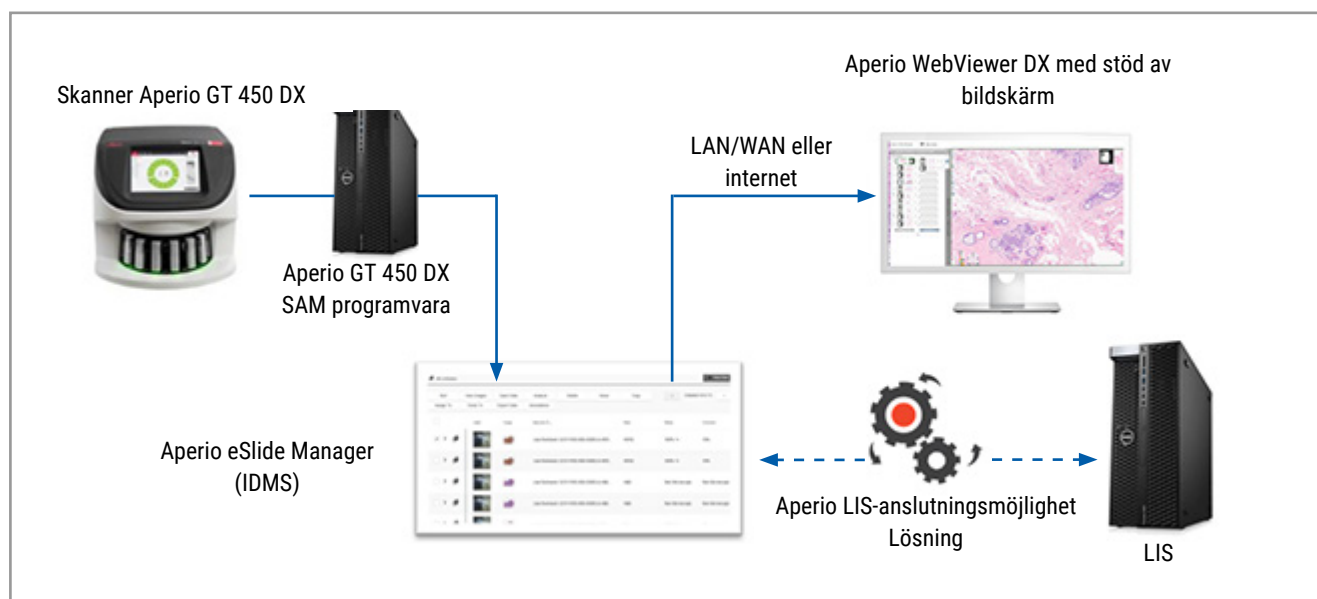 Skanner Aperio GT 450 DX
Aperio GT 450 DX
SAM programvara
LAN/WAN eller
internet
Aperio WebViewer DX med stöd av
bildskärm
Aperio eSlide Manager
(IDMS)
Aperio LIS-anslutningsmöjlighet
Lösning
LIS